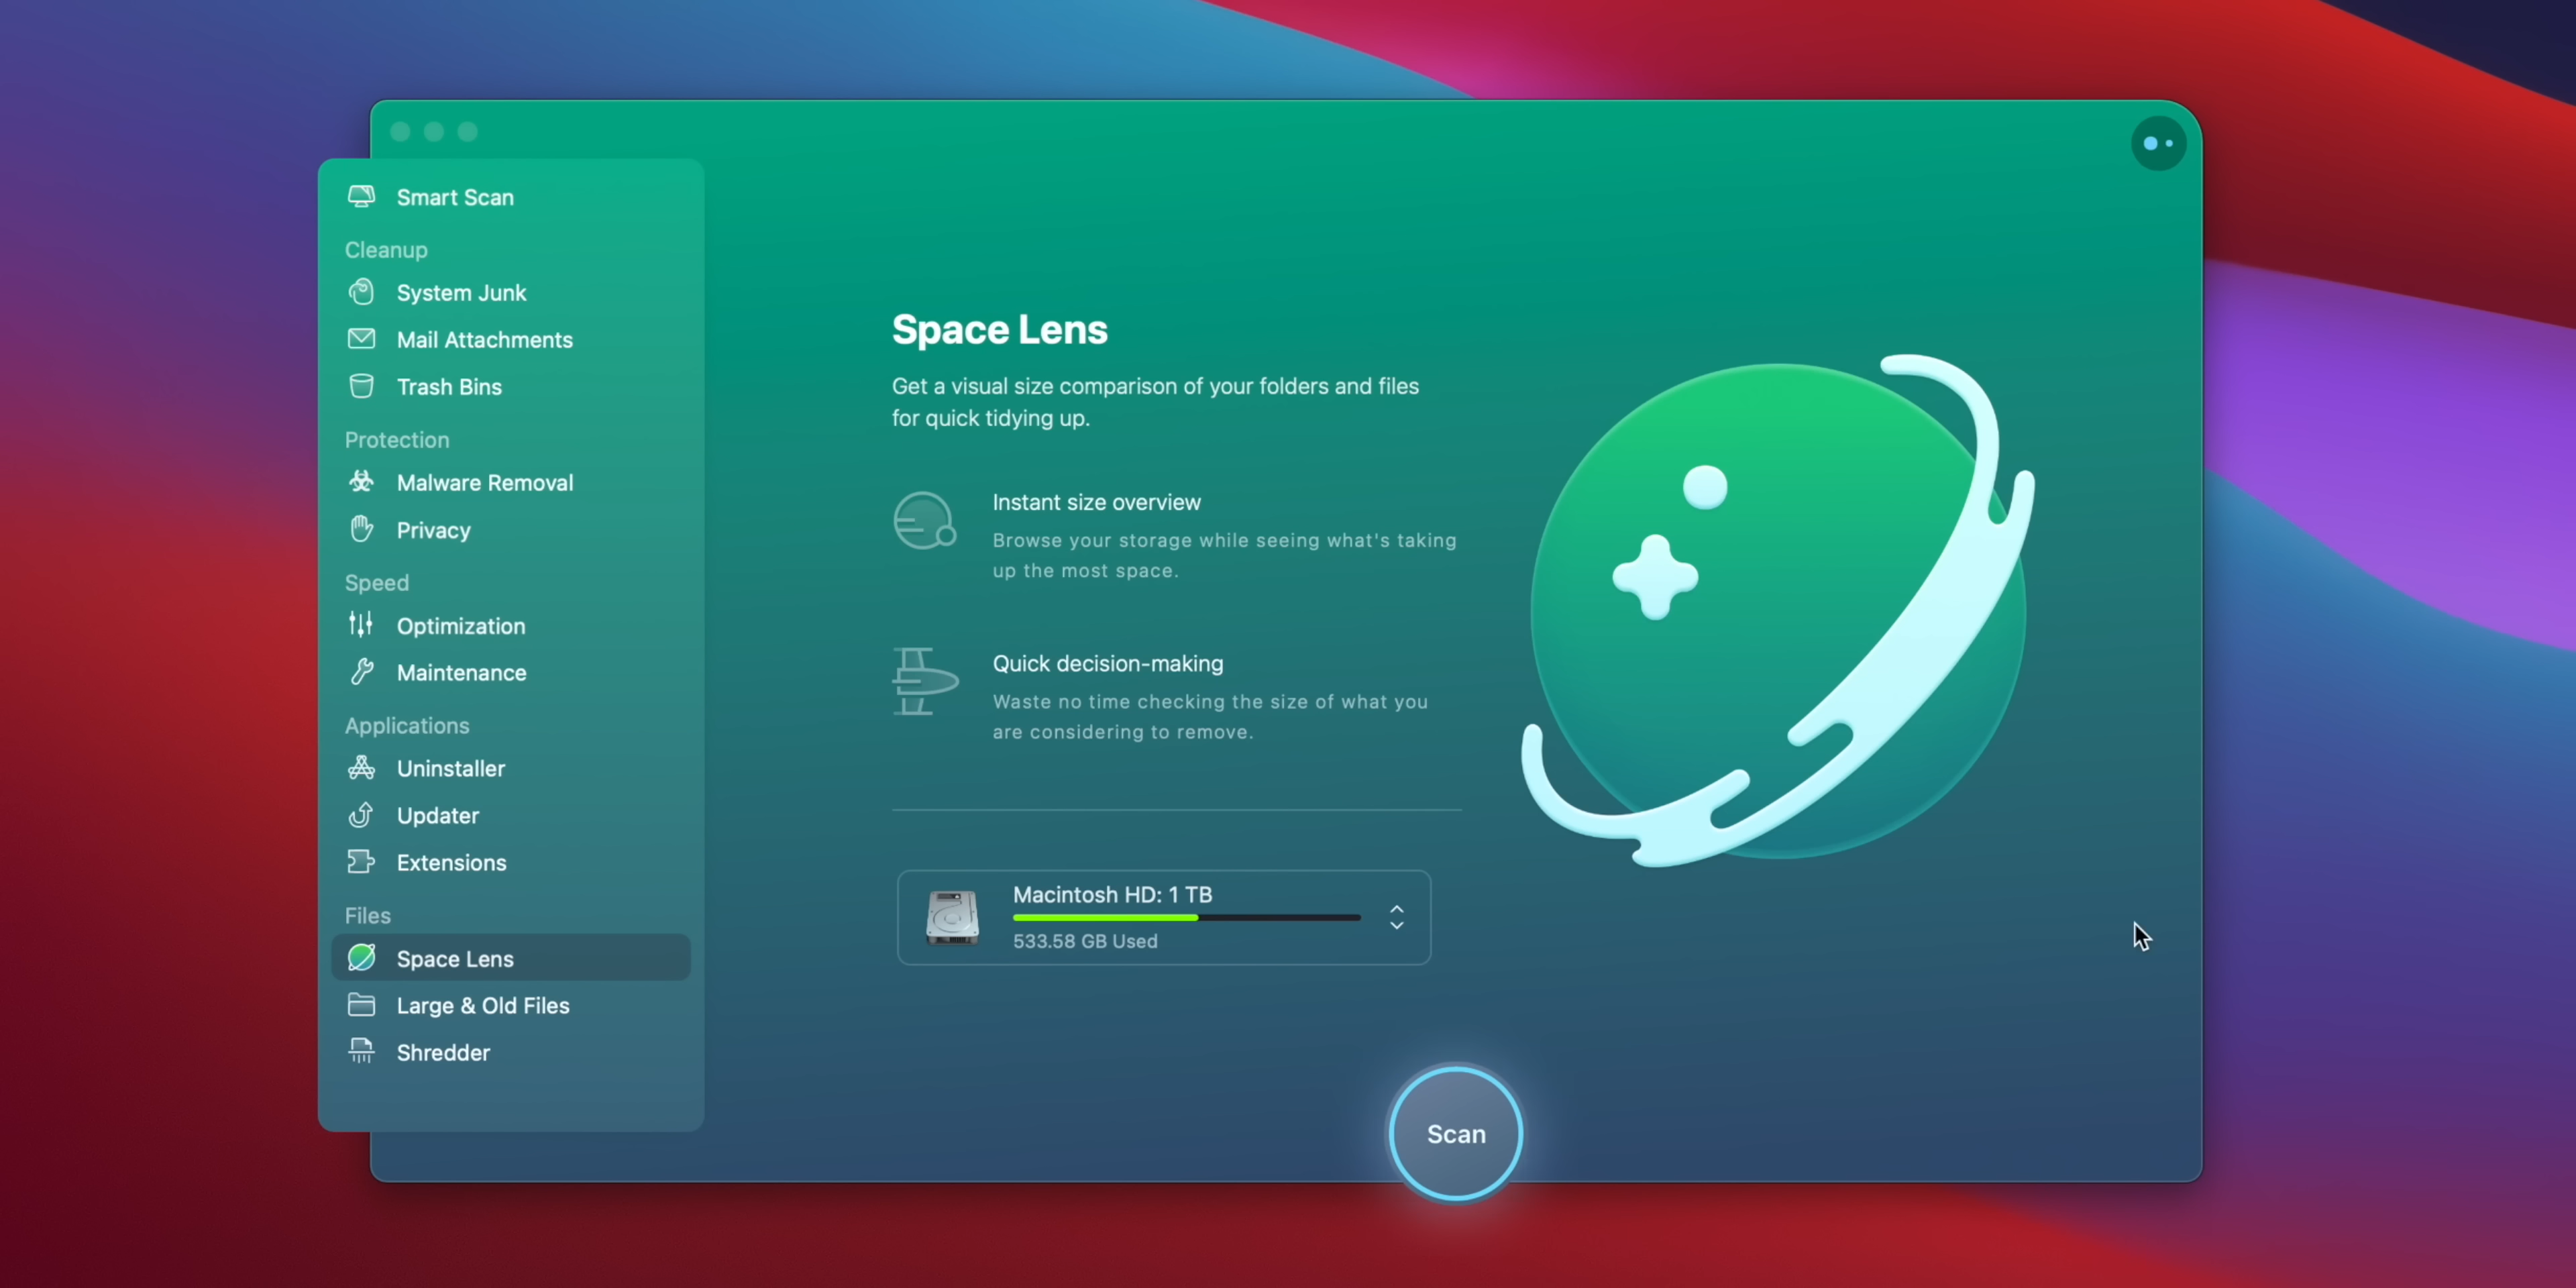 Smart Scan
Cleanup
System Junk
Mail Attachments
Trash Bins
Protection
Malware Removal
Privacy
Speed
Optimization
Maintenance
Applications
Uninstaller
Updater
Extensions
Files
Space Lens
Large & Old Files
Shredder
Space Lens
Get a visual size comparison of your folders and files
for quick tidying up.
Instant size overview
Browse your storage while seeing what's taking
up the most space.
Quick decision-making
Waste no time checking the size of what you
are considering to remove.
Macintosh HD: 1 TB
533.58 GB Used
Scan